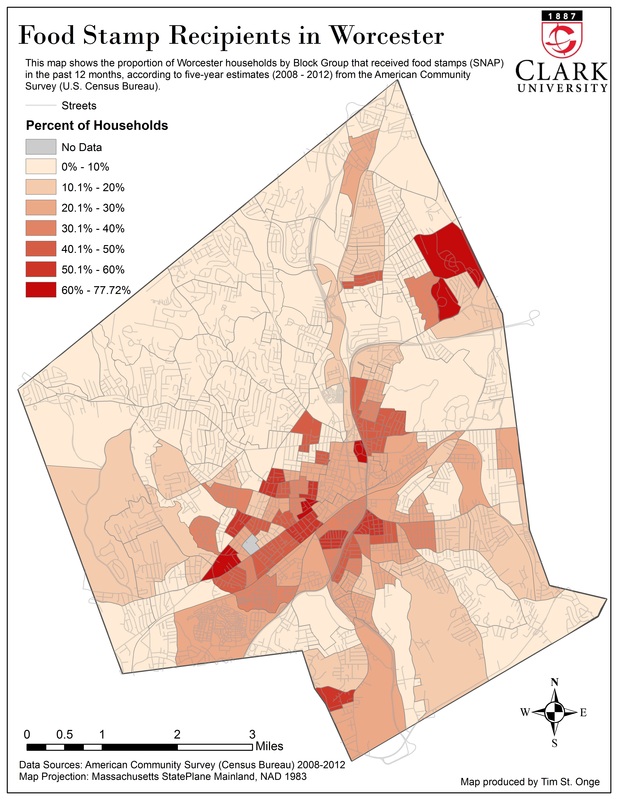 Food Stamp Recipients in Worcester
1887
CLARK
UNIVERSITY
This map shows the proportion of Worcester households by Block Group that received food stamps (SNAP)
in the past 12 months, according to five-year estimates (2008 - 2012) from the American Community
Survey (U.S. Census Bureau).
Streets
Percent of Households
No Data
0% - 10%
10.1% - 20%
20.1% - 30%
30.1% - 40%
40.1% - 50%
50.1% - 60%
60% - 77.72%
N
W E
S
0 0.5 1 2 3
Miles
Data Sources: American Community Survey (Census Bureau) 2008-2012
Map Projection: Massachusetts StatePlane Mainland, NAD 1983
Map produced by Tim St. Onge